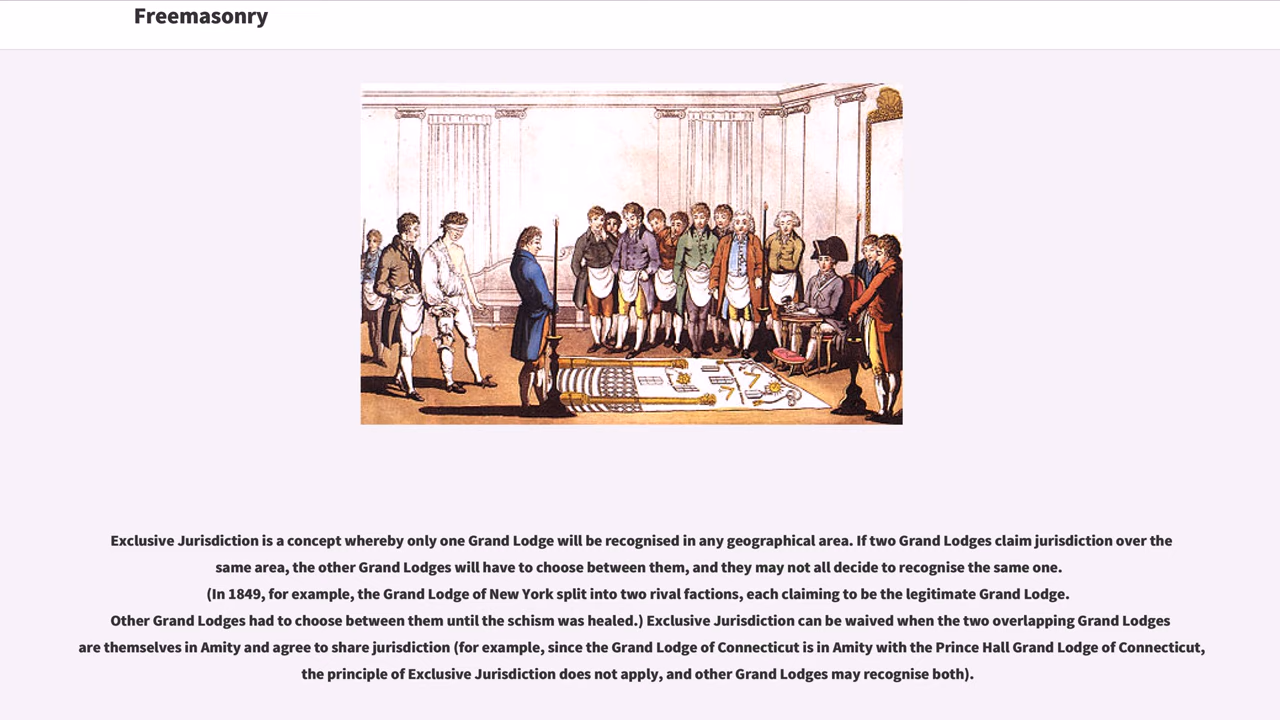 Freemasonry
Exclusive Jurisdiction is a concept whereby only one Grand Lodge will be recognised in any geographical area. If two Grand Lodges claim jurisdiction over the
same area, the other Grand Lodges will have to choose between them, and they may not all decide to recognise the same one.
(In 1849, for example, the Grand Lodge of New York split into two rival factions, each claiming to be the legitimate Grand Lodge.
Other Grand Lodges had to choose between them until the schism was healed.) Exclusive Jurisdiction can be waived when the two overlapping Grand Lodges
are themselves in Amity and agree to share jurisdiction (for example, since the Grand Lodge of Connecticut is in Amity with the Prince Hall Grand Lodge of Connecticut,
the principle of Exclusive Jurisdiction does not apply, and other Grand Lodges may recognise both).